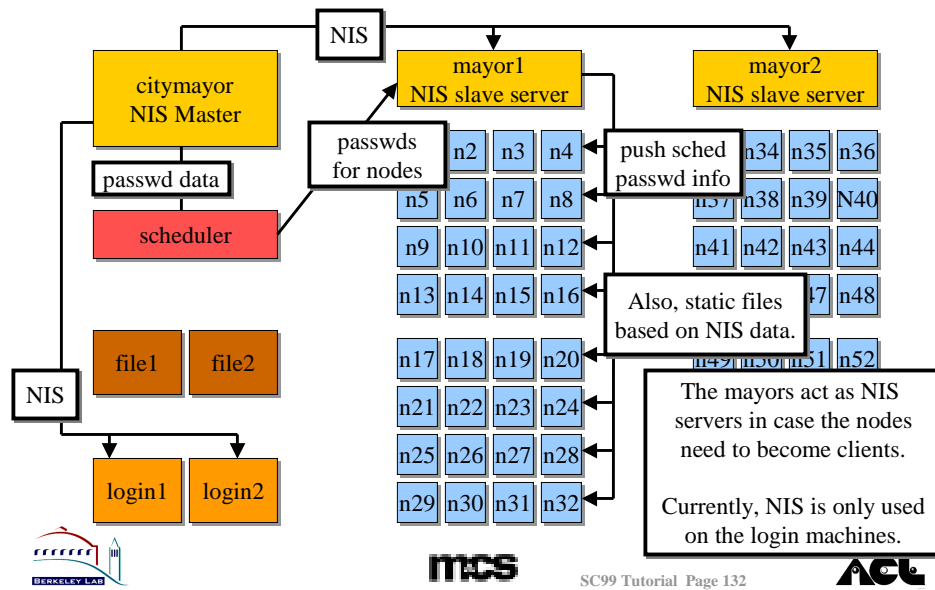 NIS
citymayor
NIS Master
mayor1
NIS slave server
mayor2
NIS slave server
passwd data
scheduler
passwds
for nodes
push sched
passwd info
n2 n3 n4
n34 n35 n36
n5 n6 n7 n8
n37 n38 n39 N40
n9 n10 n11 n12
n41 n42 n43 n44
n13 n14 n15 n16
n48
Also, static files
based on NIS data.
file1 file2
n17 n18 n19 n20
n49 n50 n51 n52
NIS
n21 n22 n23 n24
n25 n26 n27 n28
n29 n30 n31 n32
The mayors act as NIS
servers in case the nodes
need to become clients.
Currently, NIS is only used
on the login machines.
login1 login2
BERKELEY LAB
mcs
SC99 Tutorial Page 132
ACL